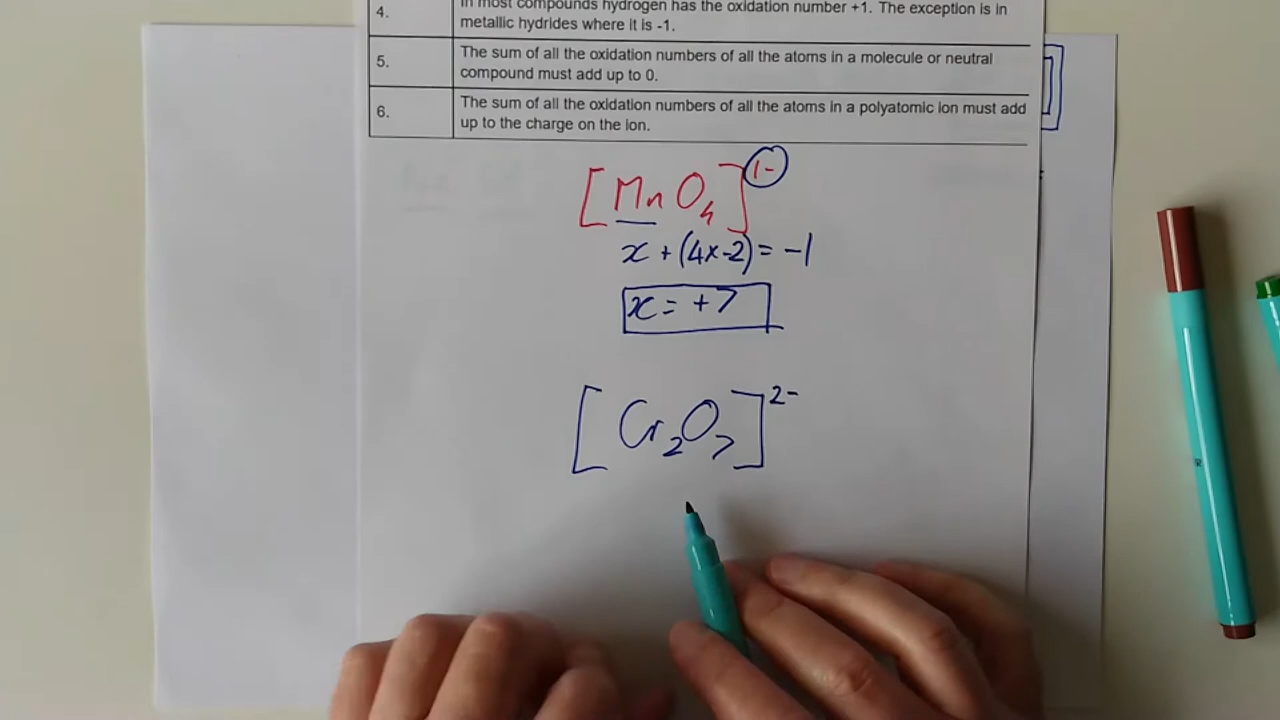 4.
In most compounds hydrogen has the oxidation number +1. The exception is in
metallic hydrides where it is -1.
5.
The sum of all the oxidation numbers of all the atoms in a molecule or neutral
compound must add up to 0.
6.
The sum of all the oxidation numbers of all the atoms in a polyatomic ion must add
up to the charge on the ion.
[MnO₄]¹⁻
x + (4x-2) = -1
x = +7
[Cr₂O₇]²⁻